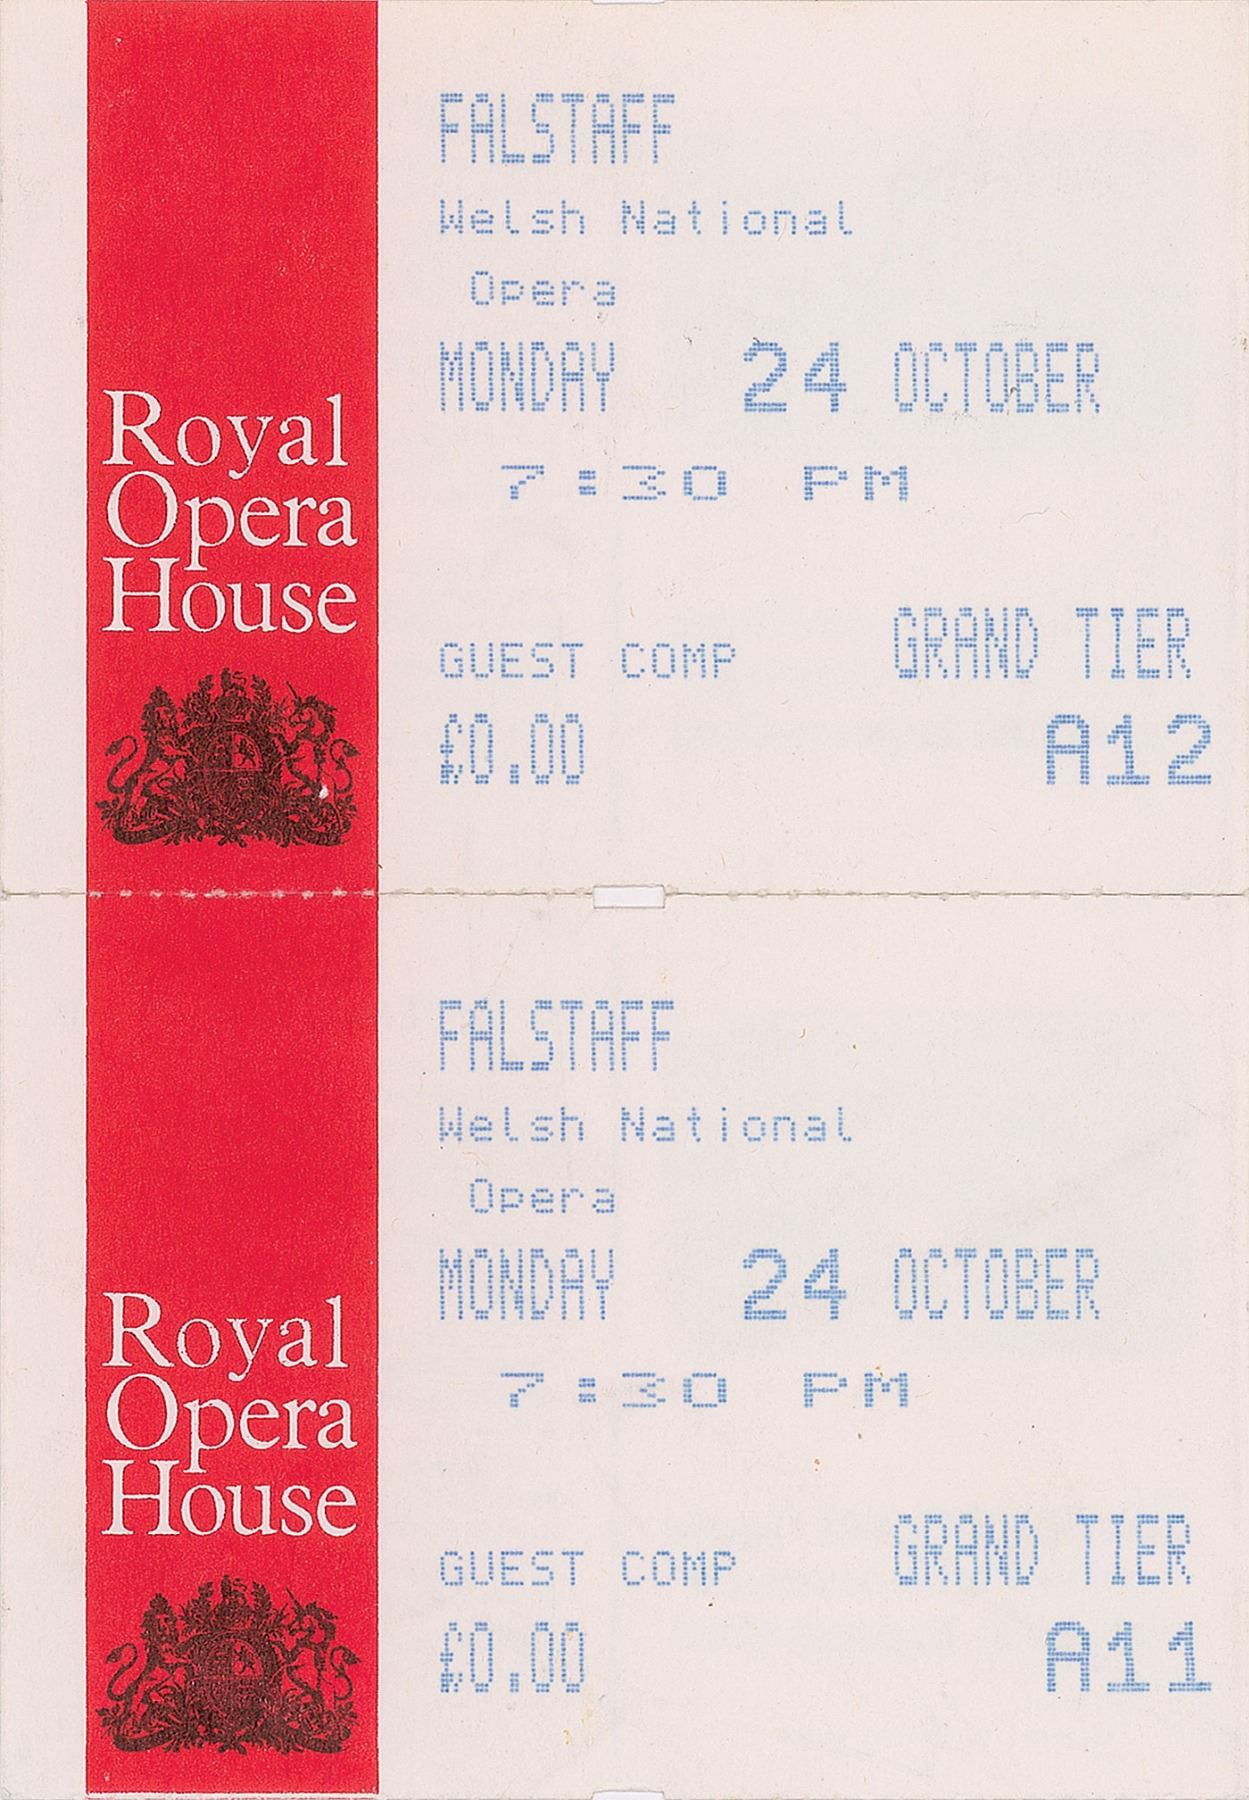 FALSTAFF
Welsh National
Opera
MONDAY 24 OCTOBER
7:30 PM
Royal
Opera
House
GUEST COMP GRAND TIER
£0.00 A12
FALSTAFF
Welsh National
Opera
MONDAY 24 OCTOBER
7:30 PM
Royal
Opera
House
GUEST COMP GRAND TIER
£0.00 A11